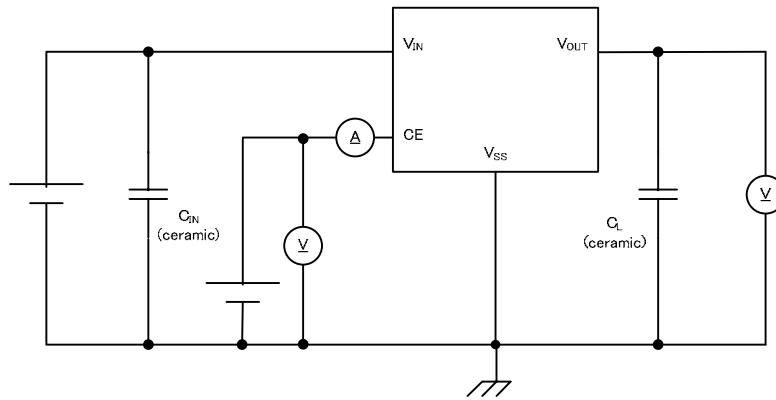 VIN
VOUT
A
CE
VSS
V
CIN
(ceramic)
V
CL
(ceramic)